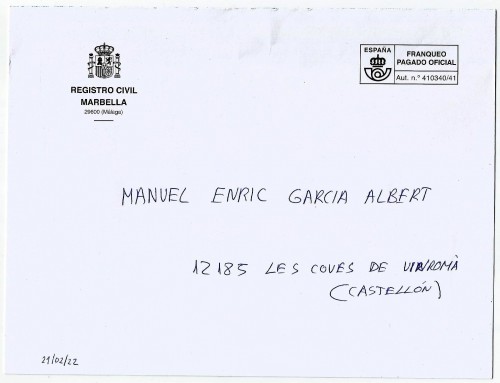 ESPAÑA
FRANQUEO
PAGADO OFICIAL
Aut. n.º 410340/41
REGISTRO CIVIL
MARBELLA
29600 (Málaga)
MANUEL ENRIC GARCIA ALBERT
12185 LES COVES DE VINROMÀ
(CASTELLÓN)
21/02/22